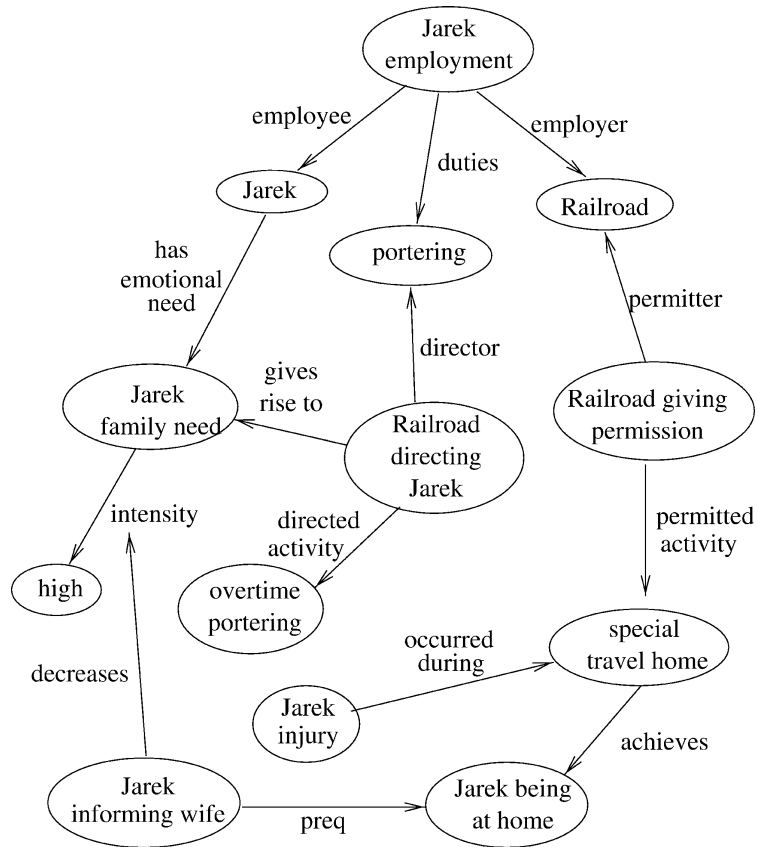 Jarek
employment
employee
employer
duties
Jarek
Railroad
has
emotional
need
portering
permitter
director
gives
rise to
Jarek
family need
Railroad giving
permission
Railroad
directing
Jarek
intensity
directed
activity
permitted
activity
high
overtime
portering
special
travel home
occurred
during
decreases
Jarek
injury
achieves
Jarek
informing wife
preq
Jarek being
at home